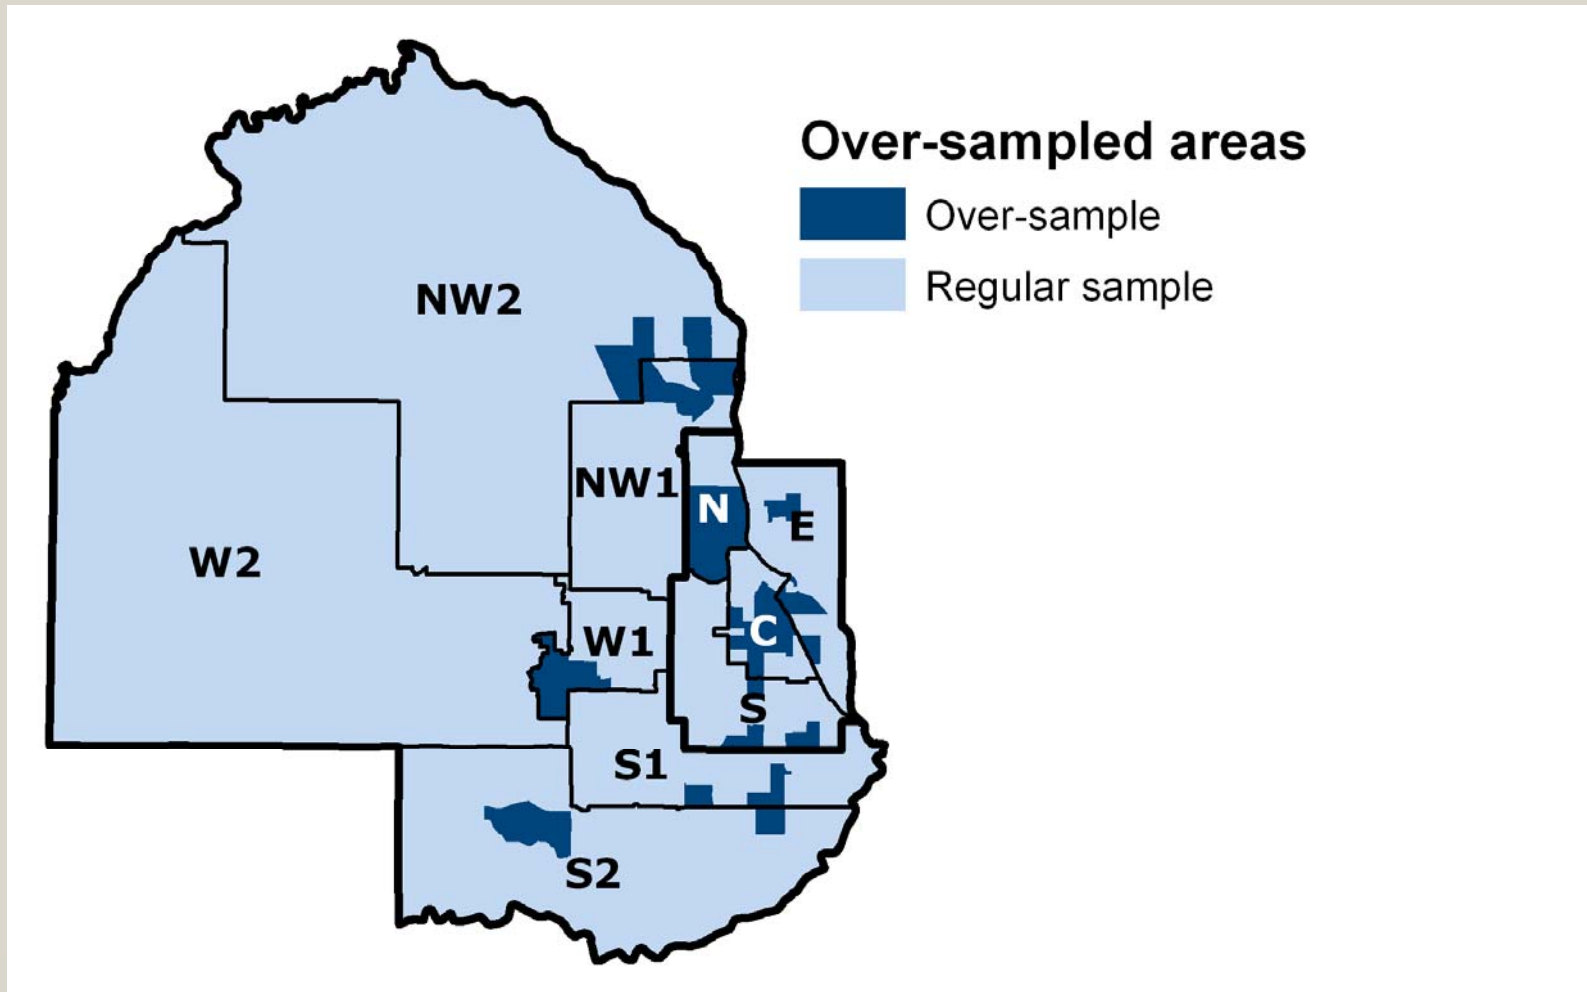 Over-sampled areas
Over-sample
Regular sample
NW2
NW1
N
E
W2
W1
C
S
S1
S2